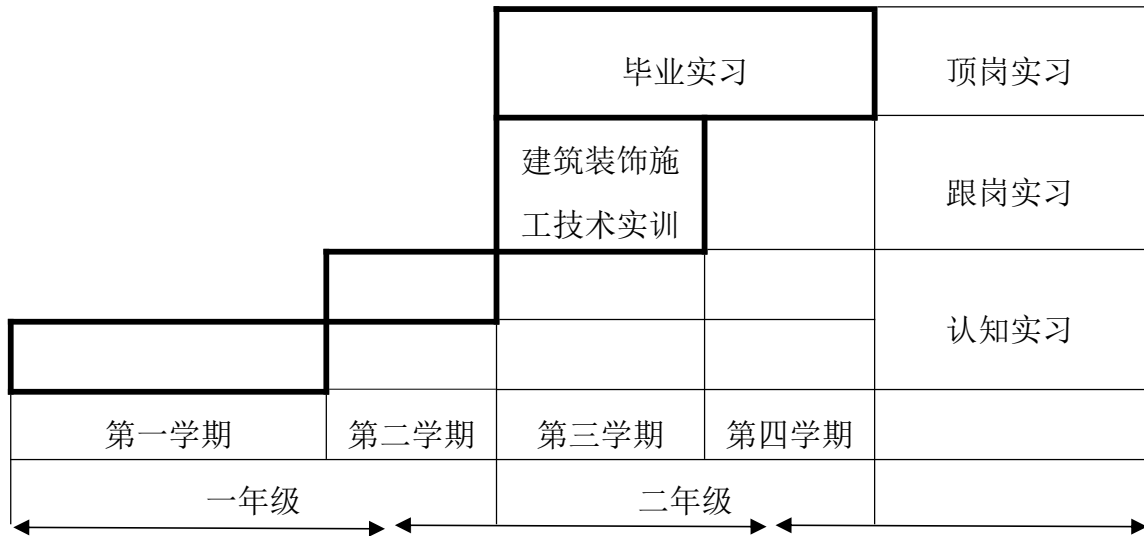 毕业实习
顶岗实习
建筑装饰施
工技术实训
跟岗实习
认知实习
第一学期
第二学期
第三学期
第四学期
一年级
二年级